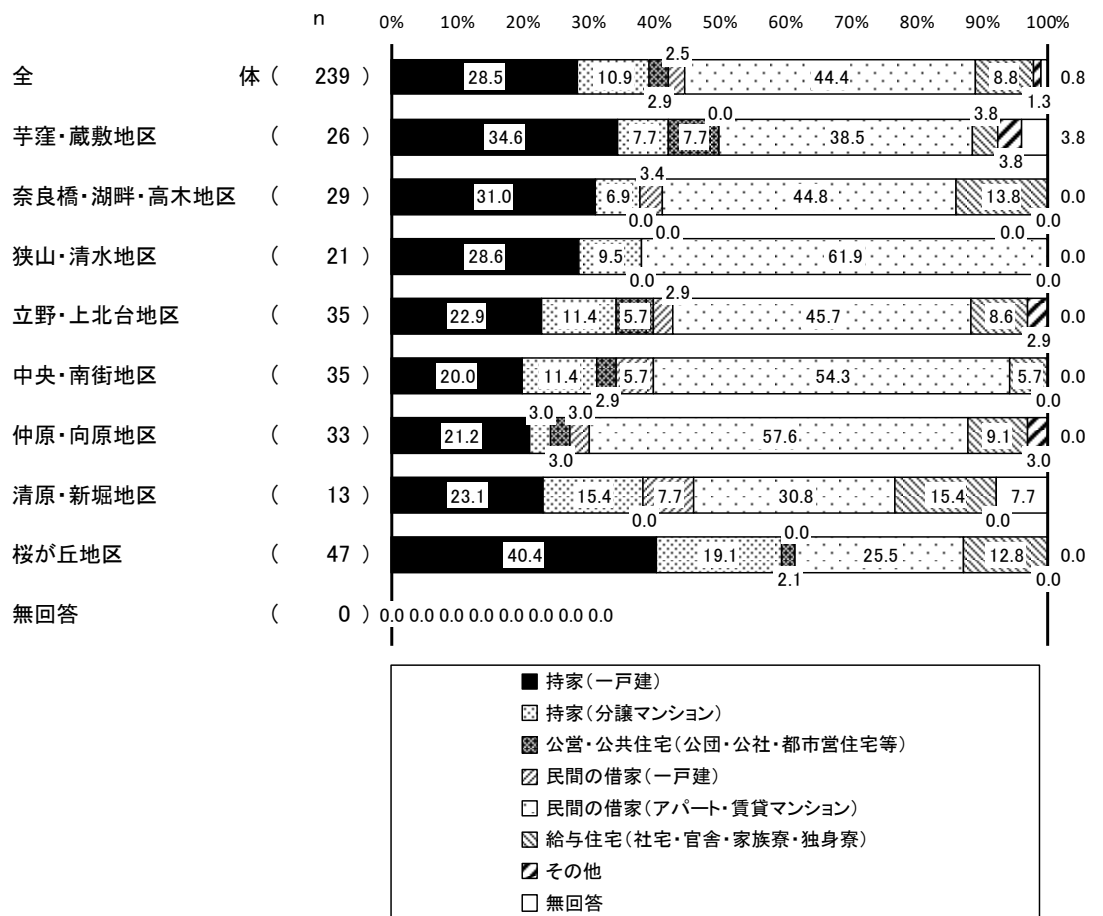 n 0% 10% 20% 30% 40% 50% 60% 70% 80% 90% 100%
2.5
全 体 ( 239 ) 28.5 10.9 44.4 8.8 0.8
2.9 1.3
0.0 3.8
芋窪・蔵敷地区 ( 26 ) 34.6 7.7 7.7 38.5 3.8
3.8
3.4
奈良橋・湖畔・高木地区 ( 29 ) 31.0 6.9 44.8 13.8 0.0
0.0 0.0
0.0 0.0
狭山・清水地区 ( 21 ) 28.6 9.5 61.9 0.0
0.0 0.0
2.9
立野・上北台地区 ( 35 ) 22.9 11.4 5.7 45.7 8.6 0.0
2.9
中央・南街地区 ( 35 ) 20.0 11.4 5.7 54.3 5.7 0.0
2.9 0.0
3.0 3.0
仲原・向原地区 ( 33 ) 21.2 57.6 9.1 0.0
3.0 3.0
清原・新堀地区 ( 13 ) 23.1 15.4 7.7 30.8 15.4 7.7
0.0 0.0
0.0
桜が丘地区 ( 47 ) 40.4 19.1 25.5 12.8 0.0
2.1 0.0
無回答 ( 0 ) 0.0 0.0 0.0 0.0 0.0 0.0 0.0 0.0
持家(一戸建)
持家(分譲マンション)
公営・公共住宅(公団・公社・都市営住宅等)
民間の借家(一戸建)
民間の借家(アパート・賃貸マンション)
給与住宅(社宅・官舎・家族寮・独身寮)
その他
無回答